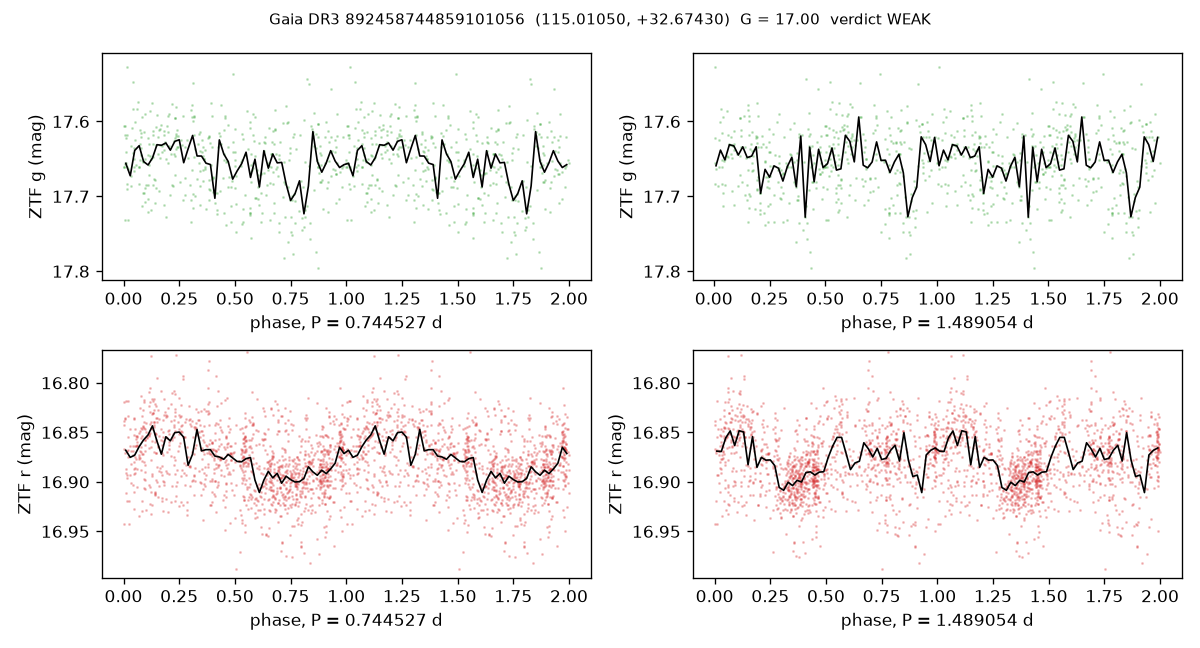 Gaia DR3 892458744859101056  (115.01050, +32.67430)  G = 17.00  verdict WEAK
ZTF g (mag)
17.6
17.7
17.8
0.00 0.25 0.50 0.75 1.00 1.25 1.50 1.75 2.00
phase, P = 0.744527 d
ZTF g (mag)
17.6
17.7
17.8
0.00 0.25 0.50 0.75 1.00 1.25 1.50 1.75 2.00
phase, P = 1.489054 d
ZTF r (mag)
16.80
16.85
16.90
16.95
0.00 0.25 0.50 0.75 1.00 1.25 1.50 1.75 2.00
phase, P = 0.744527 d
ZTF r (mag)
16.80
16.85
16.90
16.95
0.00 0.25 0.50 0.75 1.00 1.25 1.50 1.75 2.00
phase, P = 1.489054 d